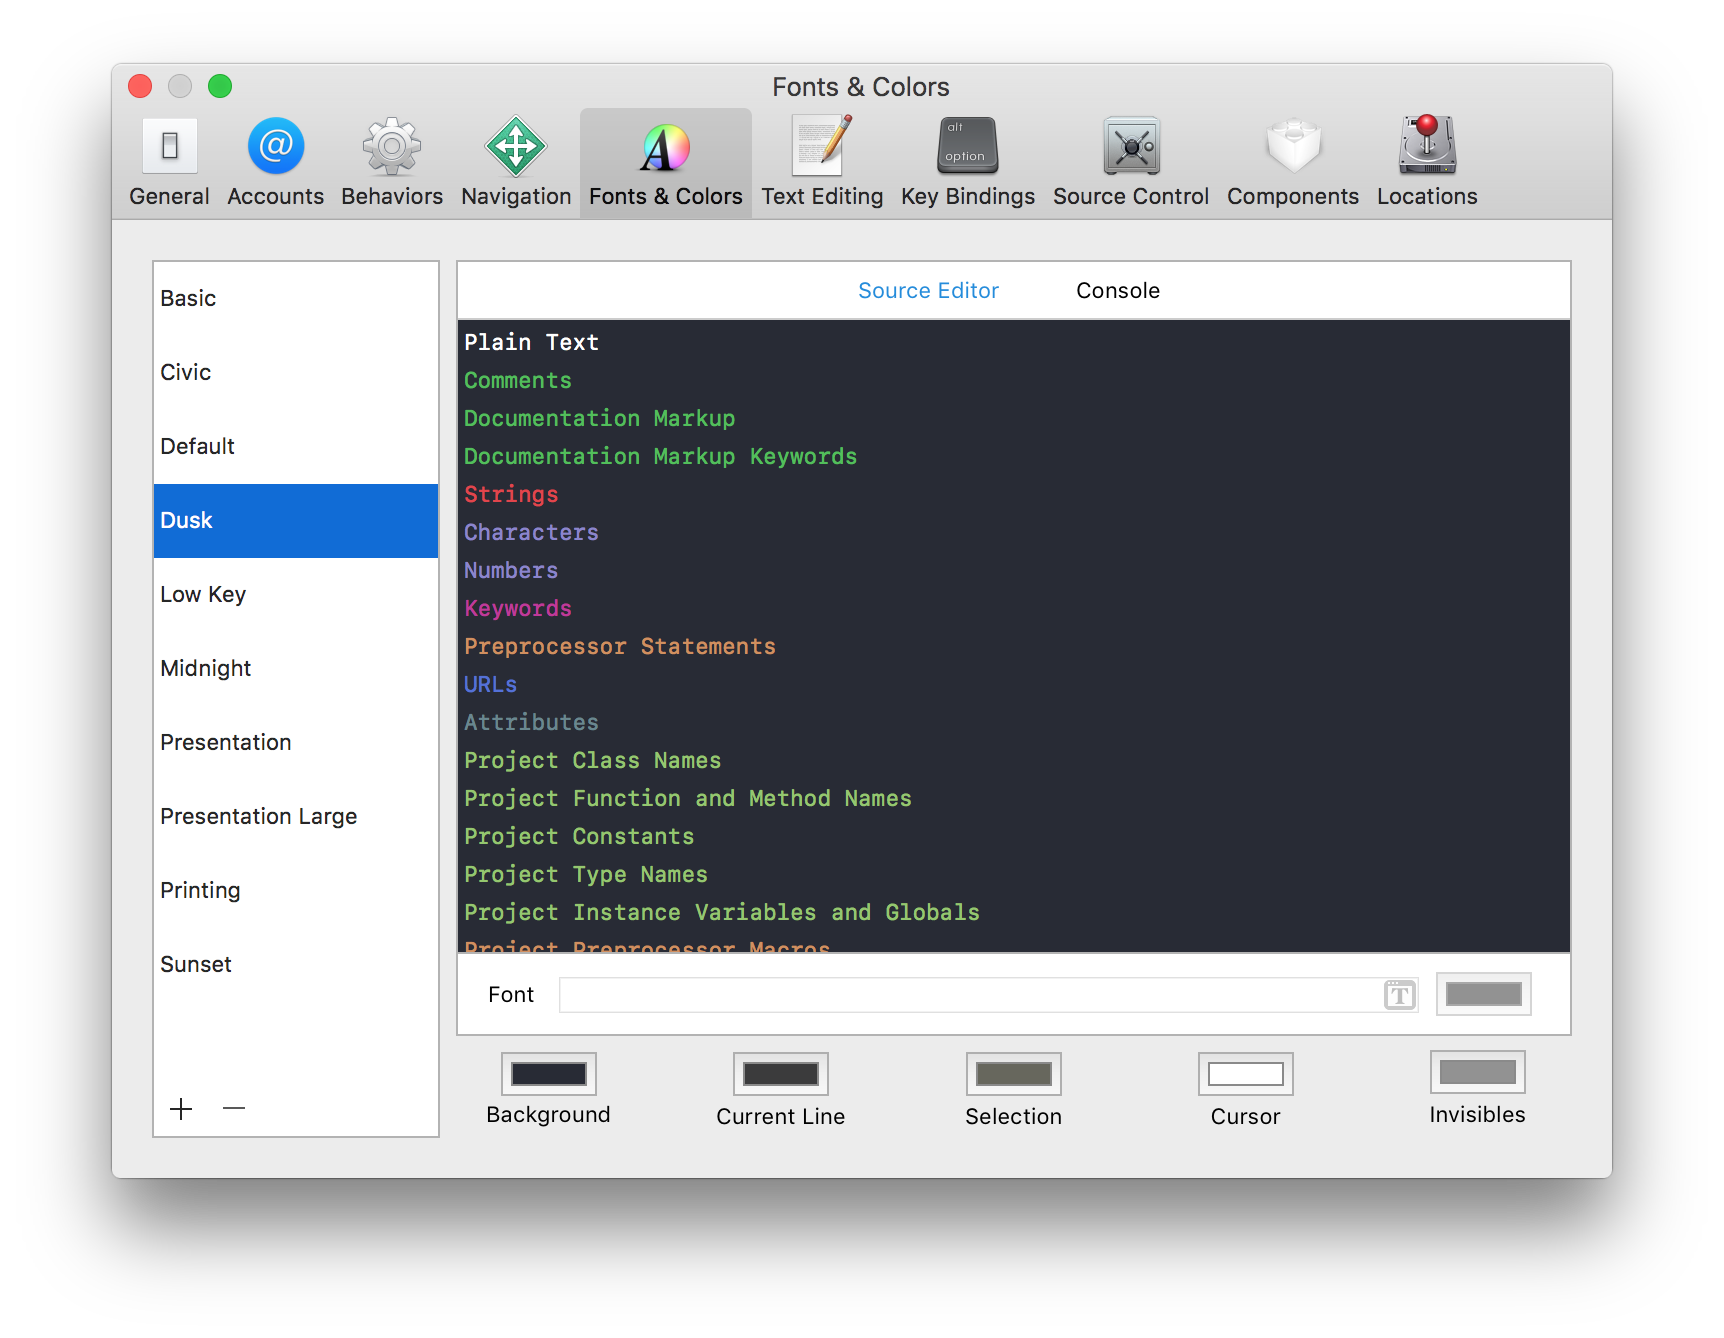 Fonts & Colors
@
alt
option
A
General Accounts Behaviors Navigation Fonts & Colors Text Editing Key Bindings Source Control Components Locations
Basic
Civic
Default
Dusk
Low Key
Midnight
Presentation
Presentation Large
Printing
Sunset
Source Editor Console
Plain Text
Comments
Documentation Markup
Documentation Markup Keywords
Strings
Characters
Numbers
Keywords
Preprocessor Statements
URLs
Attributes
Project Class Names
Project Function and Method Names
Project Constants
Project Type Names
Project Instance Variables and Globals
Project Preprocessor Macros
Font T
Background Current Line Selection Cursor Invisibles